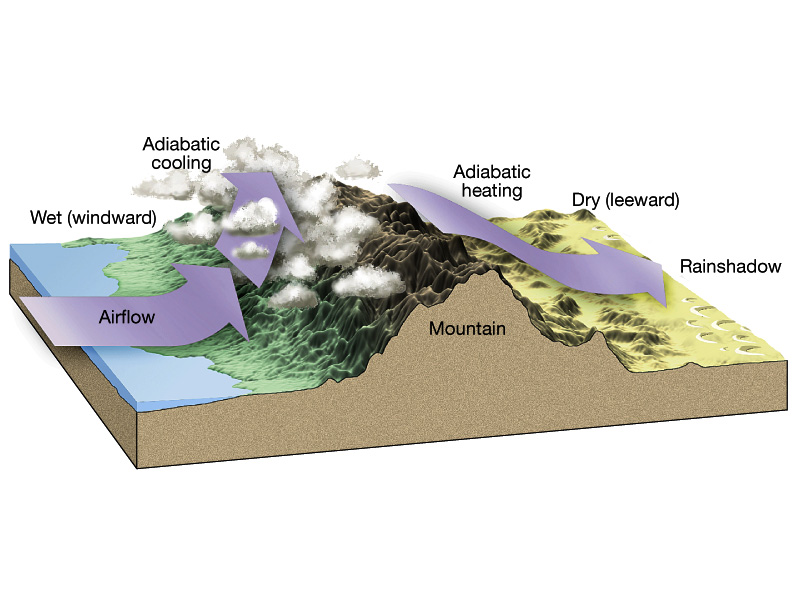 Adiabatic
cooling
Adiabatic
heating
Dry (leeward)
Wet (windward)
Rainshadow
Airflow
Mountain